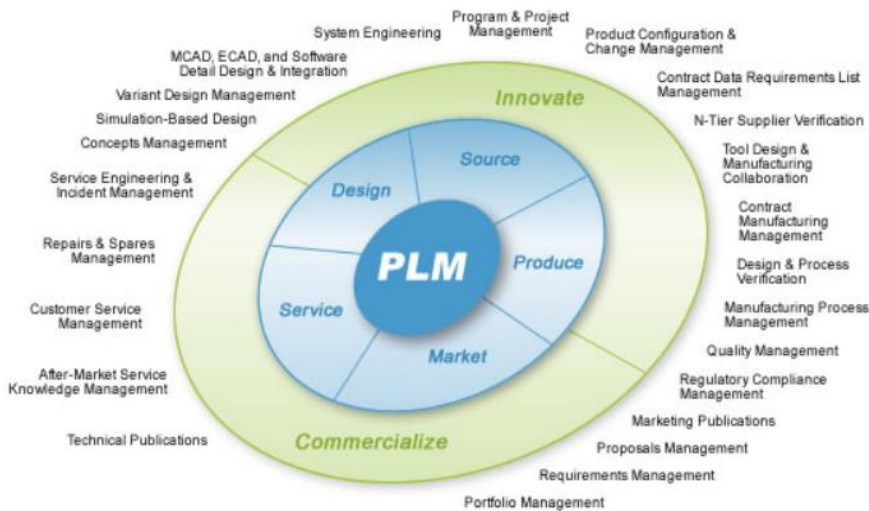 System Engineering
Program & Project
Management
Product Configuration &
Change Management
MCAD, ECAD, and Software
Detail Design & Integration
Contract Data Requirements List
Management
Variant Design Management
Innovate
Simulation-Based Design
N-Tier Supplier Verification
Concepts Management
Tool Design &
Manufacturing
Collaboration
Source
Service Engineering &
Incident Management
Design
Contract
Manufacturing
Management
Repairs & Spares
Management
PLM
Produce
Design & Process
Verification
Customer Service
Management
Service
Manufacturing Process
Management
Market
Quality Management
After-Market Service
Knowledge Management
Regulatory Compliance
Management
Marketing Publications
Technical Publications
Commercialize
Proposals Management
Requirements Management
Portfolio Management